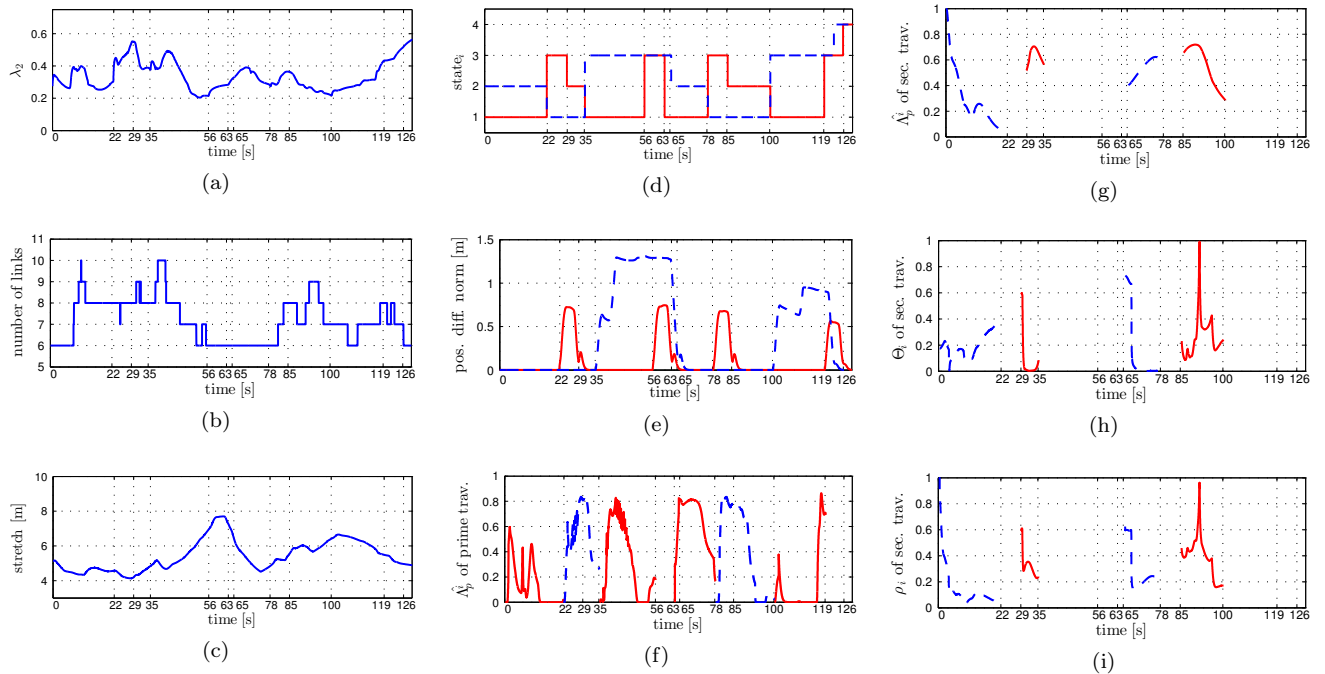 0.6
0.4
0.2
0
λ2
0 22 29 35 56 63 65 78 85 100 119 126
time [s]
(a)
4
3
2
1
state_i
22 29 35 56 63 65 78 85 100 119 126
time [s]
(d)
1
0.8
0.6
0.4
0.2
0
Λ̂_p^i of sec. trav.
0 22 29 35 56 63 65 78 85 100 119 126
time [s]
(g)
11
10
9
8
7
6
5
number of links
0 22 29 35 56 63 65 78 85 100 119 126
time [s]
(b)
1.5
1
0.5
0
pos. diff. norm [m]
22 29 35 56 63 65 78 85 100 119 126
time [s]
(e)
1
0.8
0.6
0.4
0.2
0
Θ_i of sec. trav.
22 29 35 56 63 65 78 85 100 119 126
time [s]
(h)
10
8
6
4
stretch [m]
0 22 29 35 56 63 65 78 85 100 119 126
time [s]
(c)
1
0.8
0.6
0.4
0.2
0
Λ̂_p^i of prime trav.
0 22 29 35 56 63 65 78 85 100 119 126
time [s]
(f)
1
0.8
0.6
0.4
0.2
0
ρ_i of sec. trav.
22 29 35 56 63 65 78 85 100 119 126
time [s]
(i)